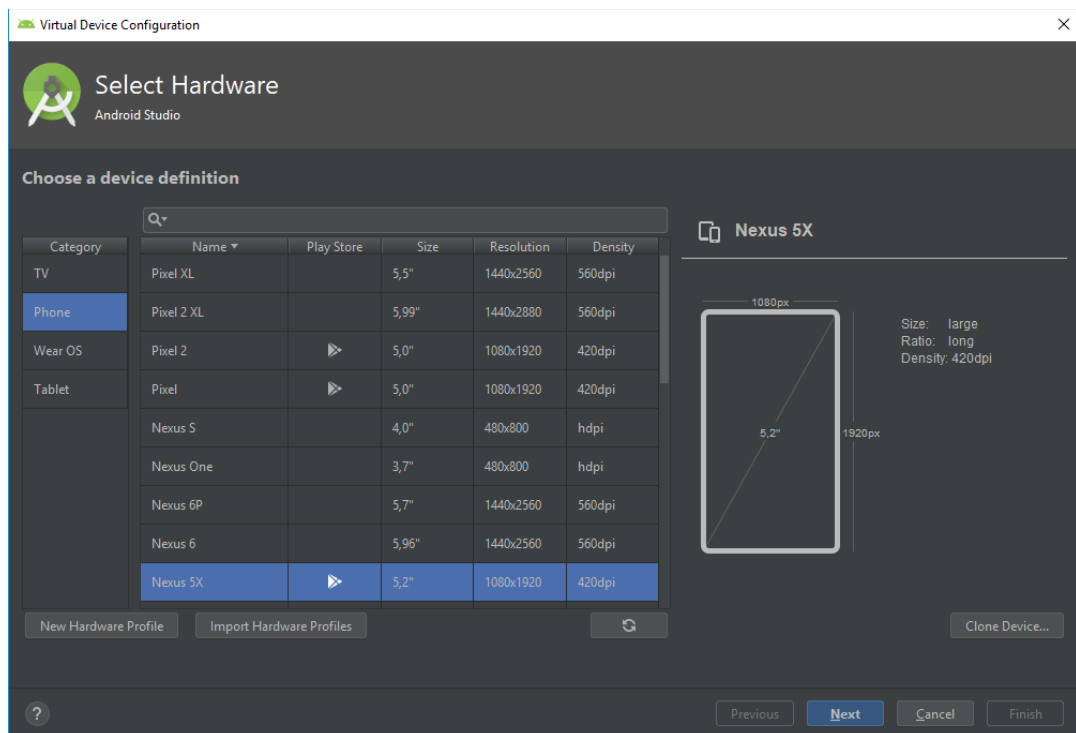 Virtual Device Configuration
Select Hardware
Android Studio
Choose a device definition
Category
TV
Phone
Wear OS
Tablet
Name Play Store Size Resolution Density
Pixel XL 5,5" 1440x2560 560dpi
Pixel 2 XL 5,99" 1440x2880 560dpi
Pixel 2 5,0" 1080x1920 420dpi
Pixel 5,0" 1080x1920 420dpi
Nexus S 4,0" 480x800 hdpi
Nexus One 3,7" 480x800 hdpi
Nexus 6P 5,7" 1440x2560 560dpi
Nexus 6 5,96" 1440x2560 560dpi
Nexus 5X 5,2" 1080x1920 420dpi
New Hardware Profile Import Hardware Profiles
Nexus 5X
1080px
5,2"
1920px
Size: large
Ratio: long
Density: 420dpi
Clone Device...
?
Previous Next Cancel Finish